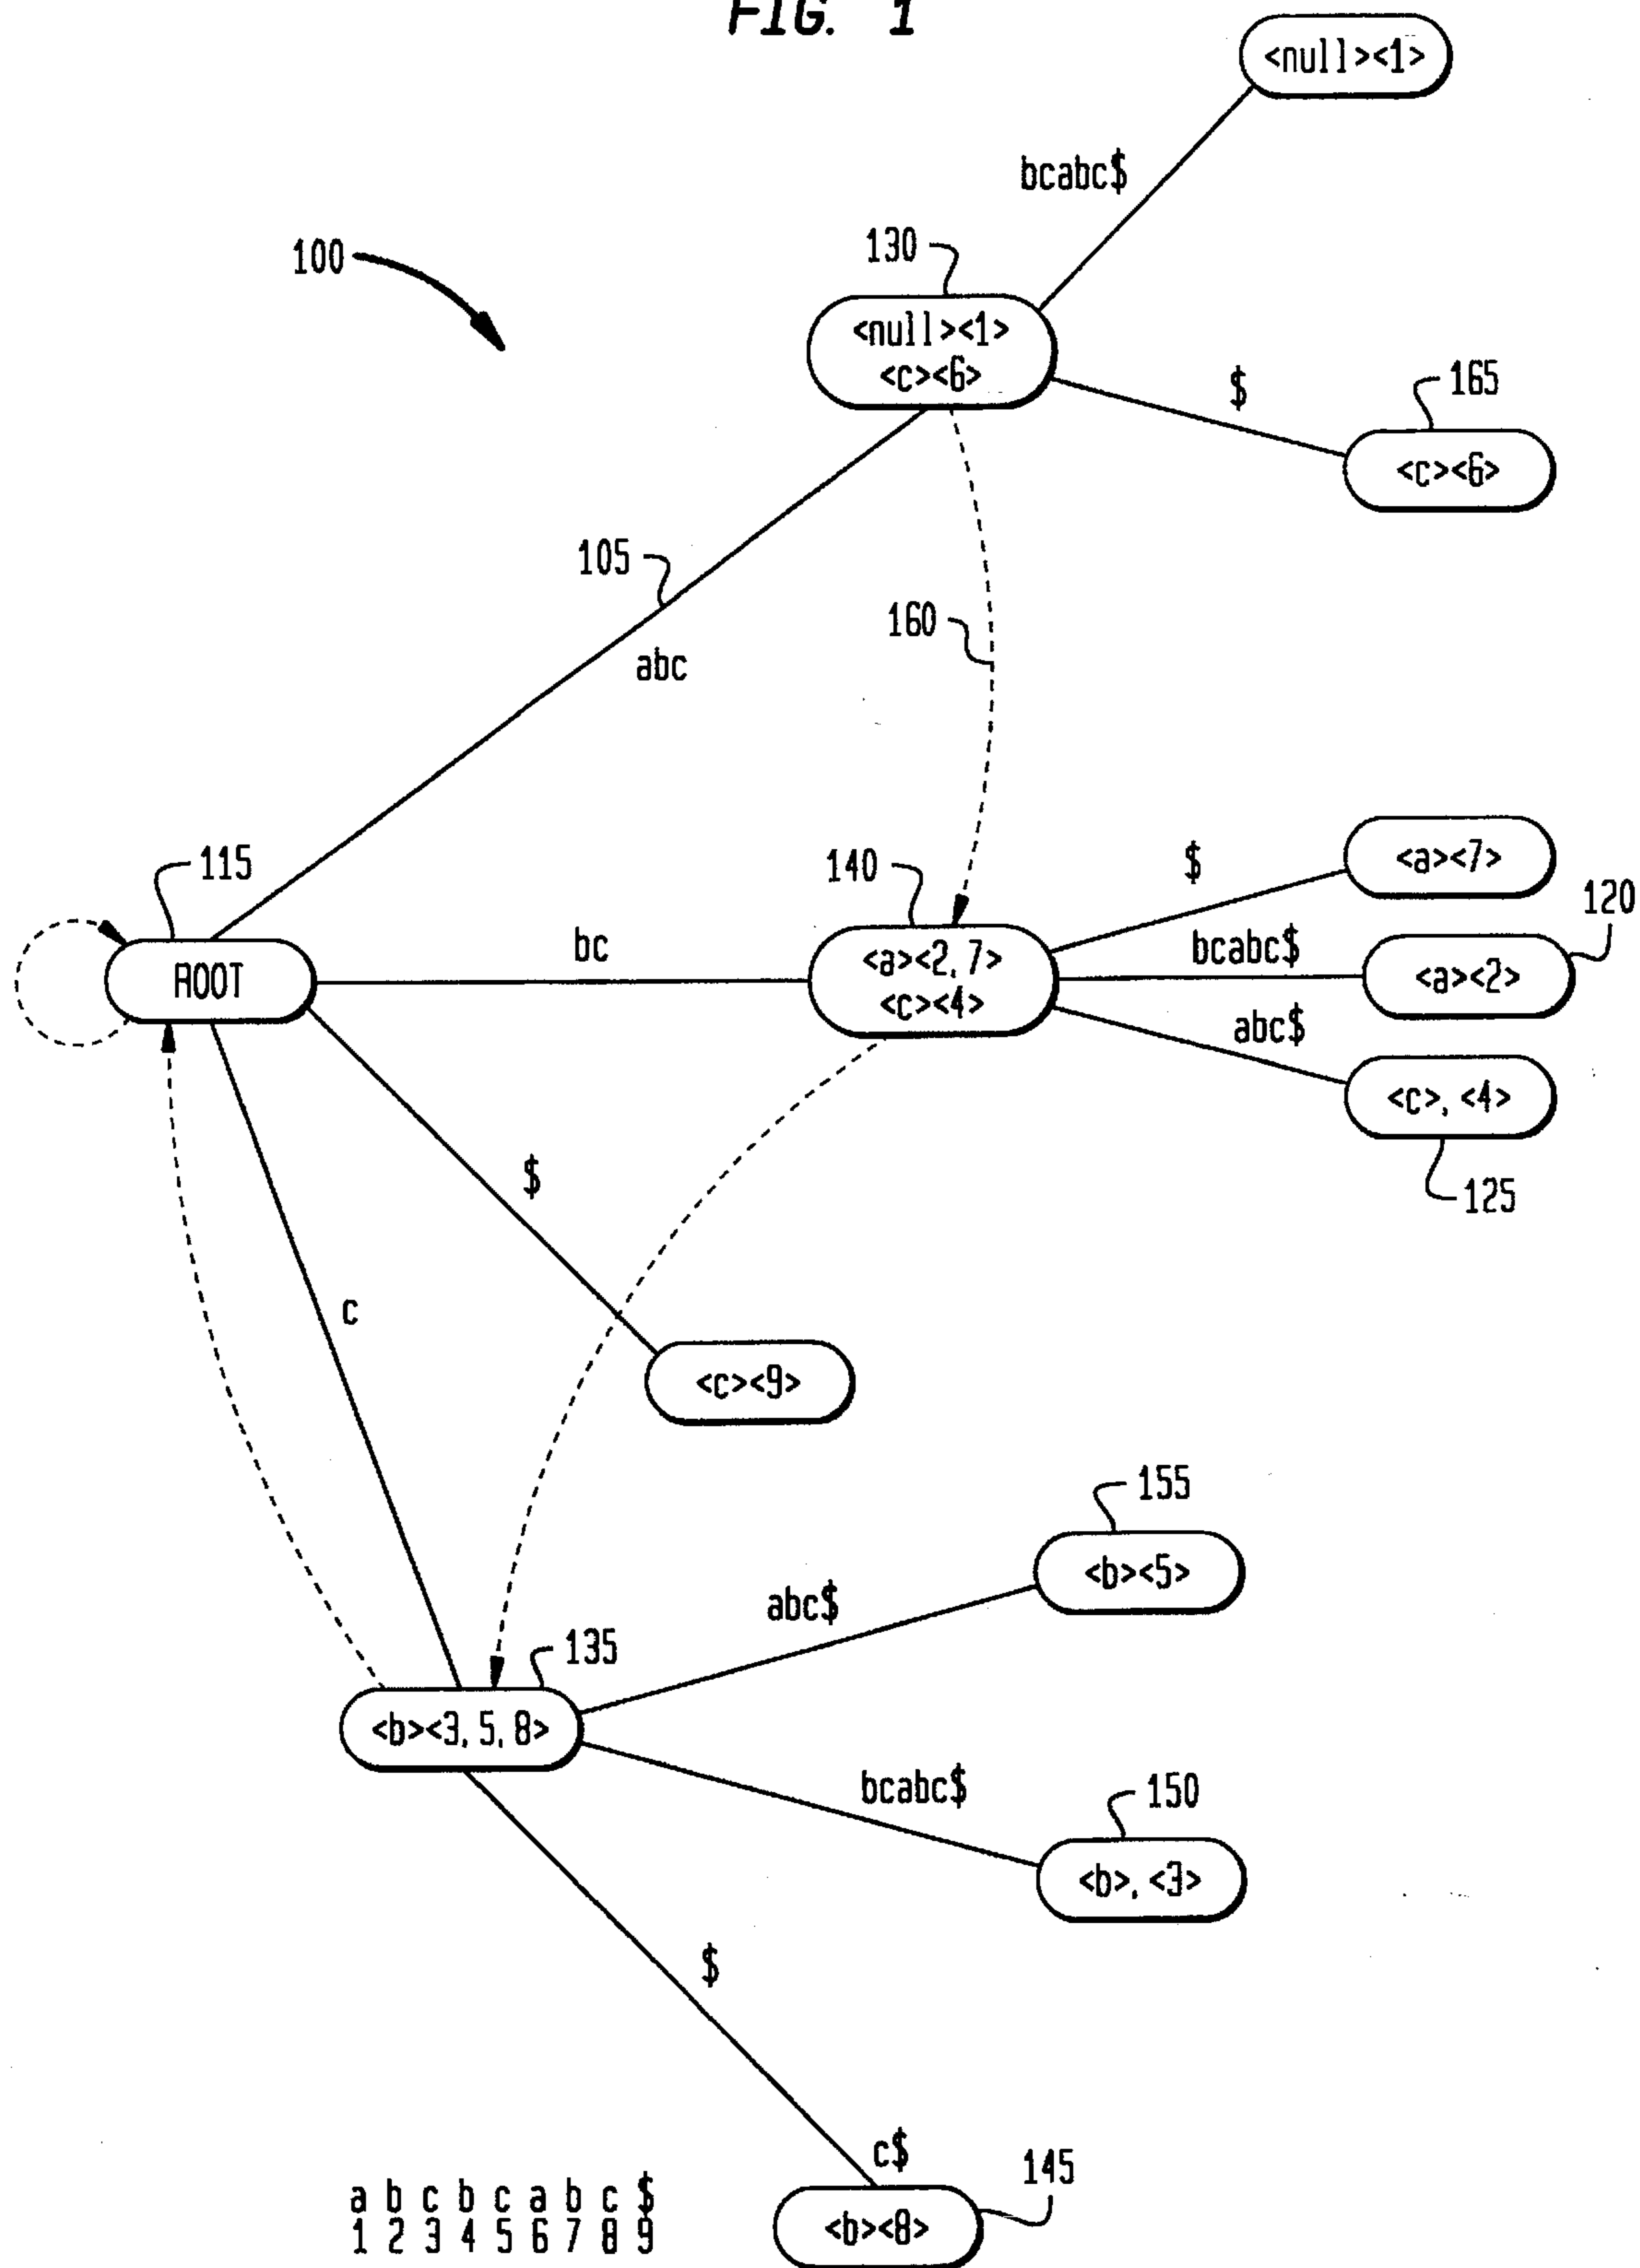 FIG. 1
<null><1>
bcabc$
130
100
<null><1>
<c><6>
$
165
<c><6>
105
160
abc
115
140
$
<a><7>
120
ROOT
bc
<a><2, 7>
<c><4>
bcabc$
<a><2>
abc$
<c>, <4>
125
$
c
<c><9>
155
<b><5>
abc$
135
<b><3, 5, 8>
bcabc$
150
<b>, <3>
$
c$
145
<b><8>
a b c b c a b c $
1 2 3 4 5 6 7 8 9